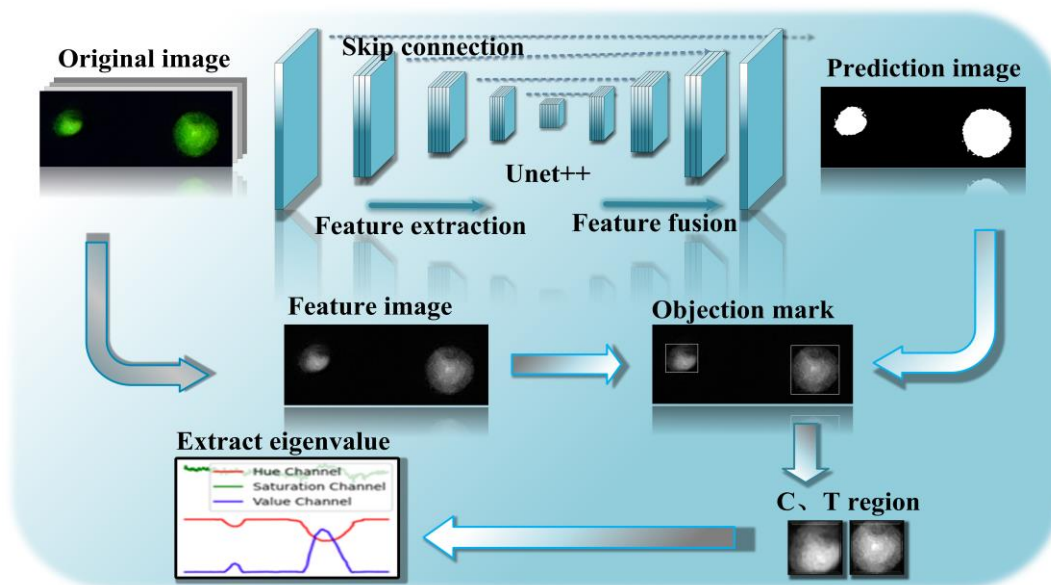 Skip connection
Original image
Prediction image
Unet++
Feature extraction
Feature fusion
Feature image
Objection mark
Extract eigenvalue
Hue Channel
Saturation Channel
Value Channel
C、T region